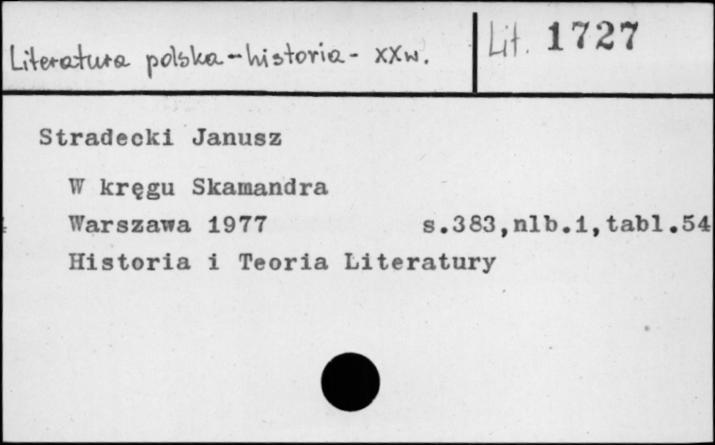 Literatura polska-historia- XXw.
Lit. 1727
Stradecki Janusz
W kręgu Skamandra
Warszawa 1977 s.383,nlb.1,tabl.54
Historia i Teoria Literatury